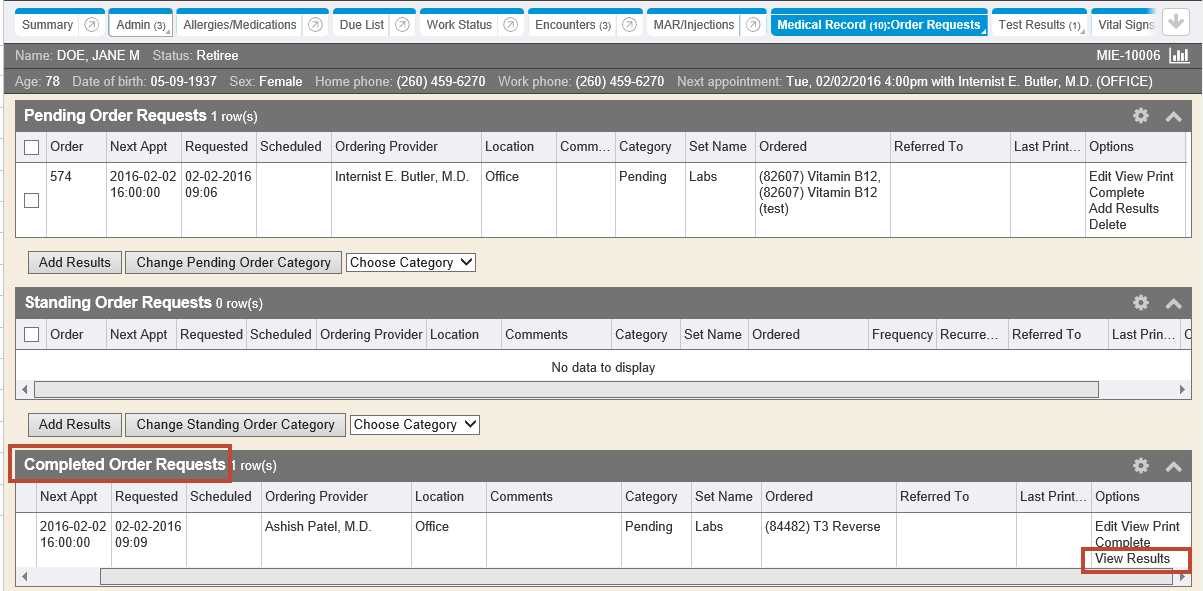 Summary Admin (3) Allergies/Medications Due List Work Status Encounters (3) MAR/Injections Medical Record (10):Order Requests Test Results (1) Vital Signs
Name: DOE, JANE M Status: Retiree MIE-10006
Age: 78 Date of birth: 05-09-1937 Sex: Female Home phone: (260) 459-6270 Work phone: (260) 459-6270 Next appointment: Tue, 02/02/2016 4:00pm with Internist E. Butler, M.D. (OFFICE)
Pending Order Requests 1 row(s)
Order Next Appt Requested Scheduled Ordering Provider Location Comm... Category Set Name Ordered Referred To Last Print... Options
574 2016-02-02 02-02-2016 Internist E. Butler, M.D. Office Pending Labs (82607) Vitamin B12, Edit View Print
16:00:00 09:06 (82607) Vitamin B12 Complete
(test) Add Results
Delete
Add Results Change Pending Order Category Choose Category
Standing Order Requests 0 row(s)
Order Next Appt Requested Scheduled Ordering Provider Location Comments Category Set Name Ordered Frequency Recurre... Referred To Last Prin...
No data to display
Add Results Change Standing Order Category Choose Category
Completed Order Requests 1 row(s)
Next Appt Requested Scheduled Ordering Provider Location Comments Category Set Name Ordered Referred To Last Print... Options
2016-02-02 02-02-2016 Ashish Patel, M.D. Office Pending Labs (84482) T3 Reverse Edit View Print
16:00:00 09:09 Complete
View Results